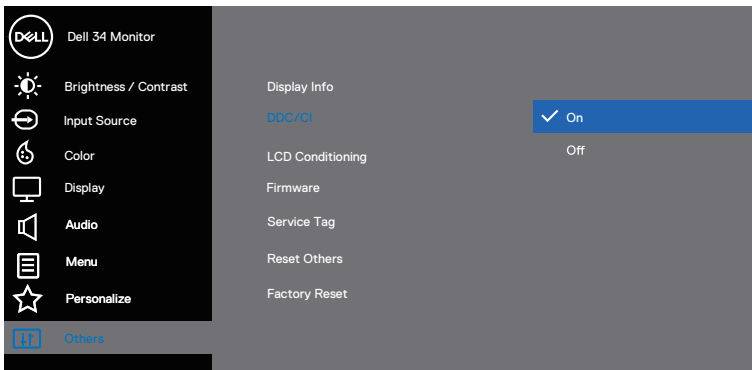 DELL
Dell 34 Monitor
Brightness / Contrast
Input Source
Color
Display
Audio
Menu
Personalize
Others
Display Info
DDC/CI
LCD Conditioning
Firmware
Service Tag
Reset Others
Factory Reset
On
Off